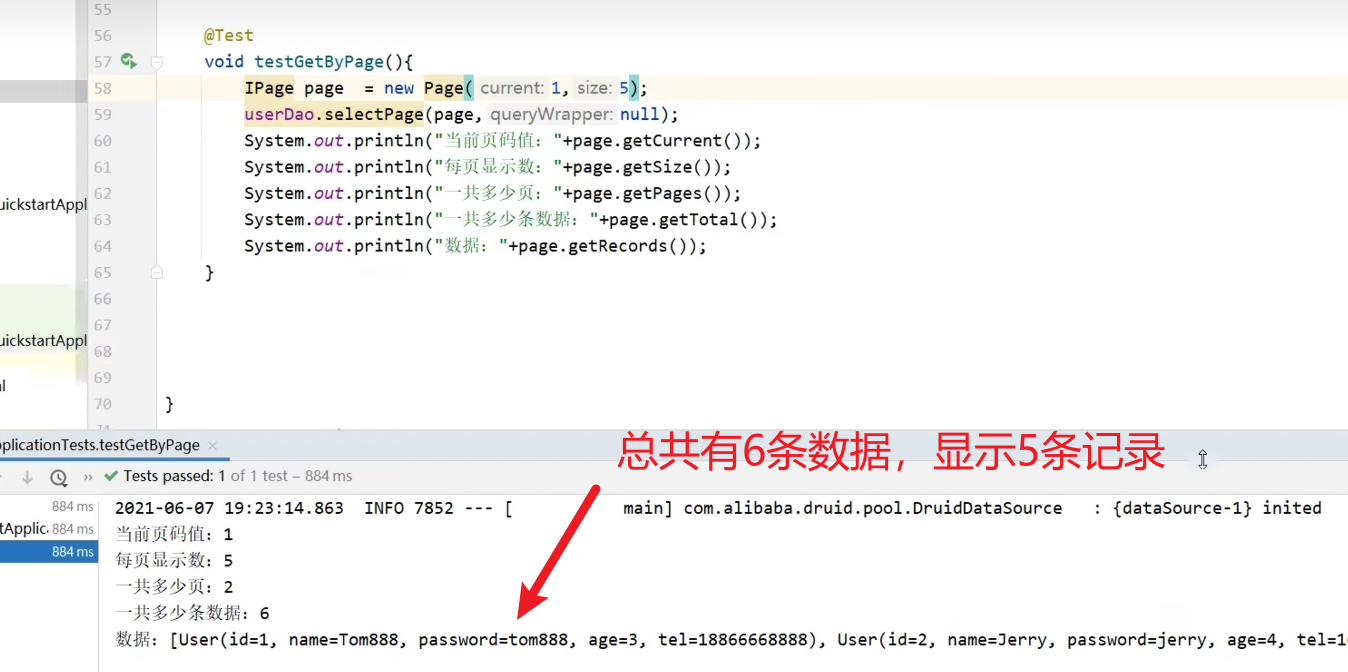 55
56 @Test
57 void testGetByPage(){
58 IPage page  = new Page( current: 1, size: 5);
59 userDao.selectPage(page, queryWrapper: null);
60 System.out.println("当前页码值："+page.getCurrent());
61 System.out.println("每页显示数："+page.getSize());
uickstartAppl
62 System.out.println("一共多少页："+page.getPages());
63 System.out.println("一共多少条数据："+page.getTotal());
64 System.out.println("数据："+page.getRecords());
65 }
66
67
uickstartAppl
68
69
70 }
plicationTests.testGetByPage ×
总共有6条数据，显示5条记录
» Tests passed: 1 of 1 test – 884 ms
884 ms
2021-06-07 19:23:14.863  INFO 7852 --- [           main] com.alibaba.druid.pool.DruidDataSource   : {dataSource-1} inited
tApplic 884 ms
当前页码值：1
884 ms
每页显示数：5
一共多少页：2
一共多少条数据：6
数据：[User(id=1, name=Tom888, password=tom888, age=3, tel=18866668888), User(id=2, name=Jerry, password=jerry, age=4, tel=1